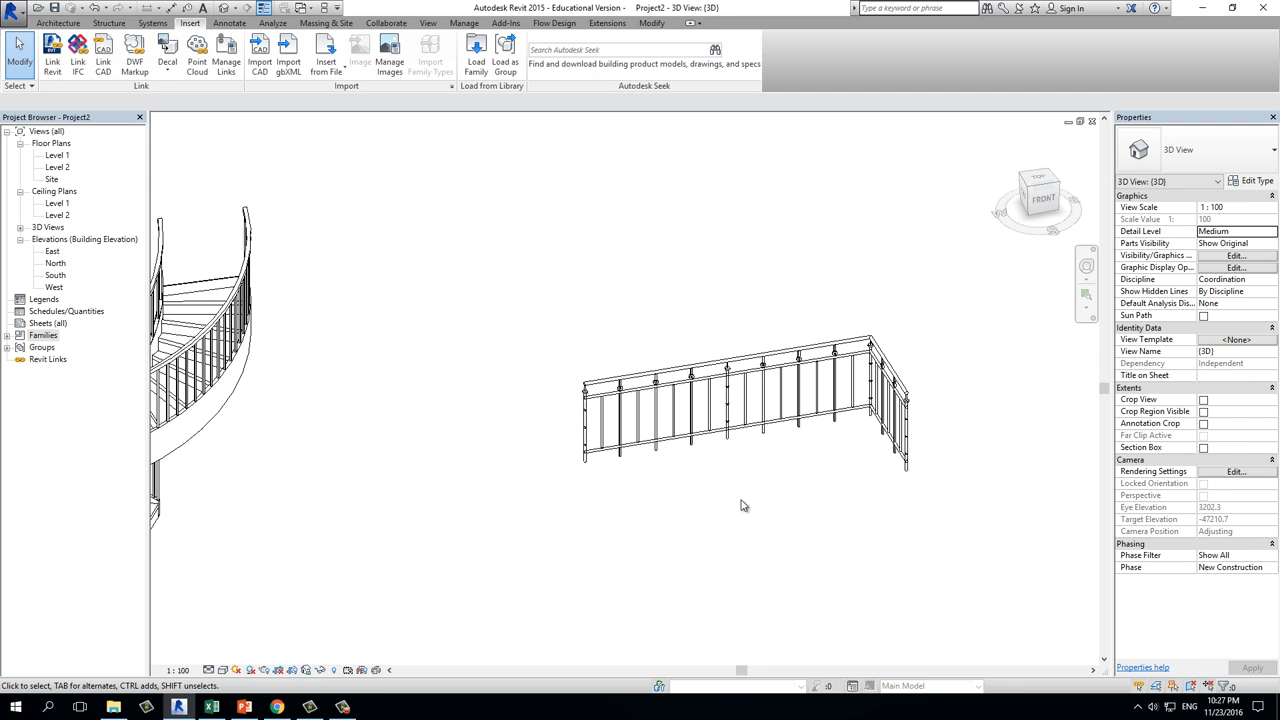 Autodesk Revit 2015 - Educational Version - Project2 - 3D View: {3D}
Type a keyword or phrase
Sign In
Architecture Structure Systems Insert Annotate Analyze Massing & Site Collaborate View Manage Add-Ins Flow Design Extensions Modify
Modify
Link Revit
Link IFC
Link CAD
DWF Markup
Decal
Point Cloud
Manage Links
Import CAD
Import gbXML
Insert from File
Image
Manage Images
Import Family Types
Load Family
Load as Group
Search Autodesk Seek
Find and download building product models, drawings, and specs
Select Link Import Load from Library Autodesk Seek
Project Browser - Project2
Views (all)
Floor Plans
Level 1
Level 2
Site
Ceiling Plans
Level 1
Level 2
3D Views
Elevations (Building Elevation)
East
North
South
West
Legends
Schedules/Quantities
Sheets (all)
Families
Groups
Revit Links
TOP
FRONT
Properties
3D View
3D View: {3D} Edit Type
Graphics
View Scale 1 : 100
Scale Value 1: 100
Detail Level Medium
Parts Visibility Show Original
Visibility/Graphics ... Edit...
Graphic Display Op... Edit...
Discipline Coordination
Show Hidden Lines By Discipline
Default Analysis Dis... None
Sun Path
Identity Data
View Template <None>
View Name {3D}
Dependency Independent
Title on Sheet
Extents
Crop View
Crop Region Visible
Annotation Crop
Far Clip Active
Section Box
Camera
Rendering Settings Edit...
Locked Orientation
Perspective
Eye Elevation 3202.3
Target Elevation -47210.7
Camera Position Adjusting
Phasing
Phase Filter Show All
Phase New Construction
Properties help Apply
1 : 100
Click to select, TAB for alternates, CTRL adds, SHIFT unselects.
:0
Main Model
:0
ENG
10:27 PM
11/23/2016